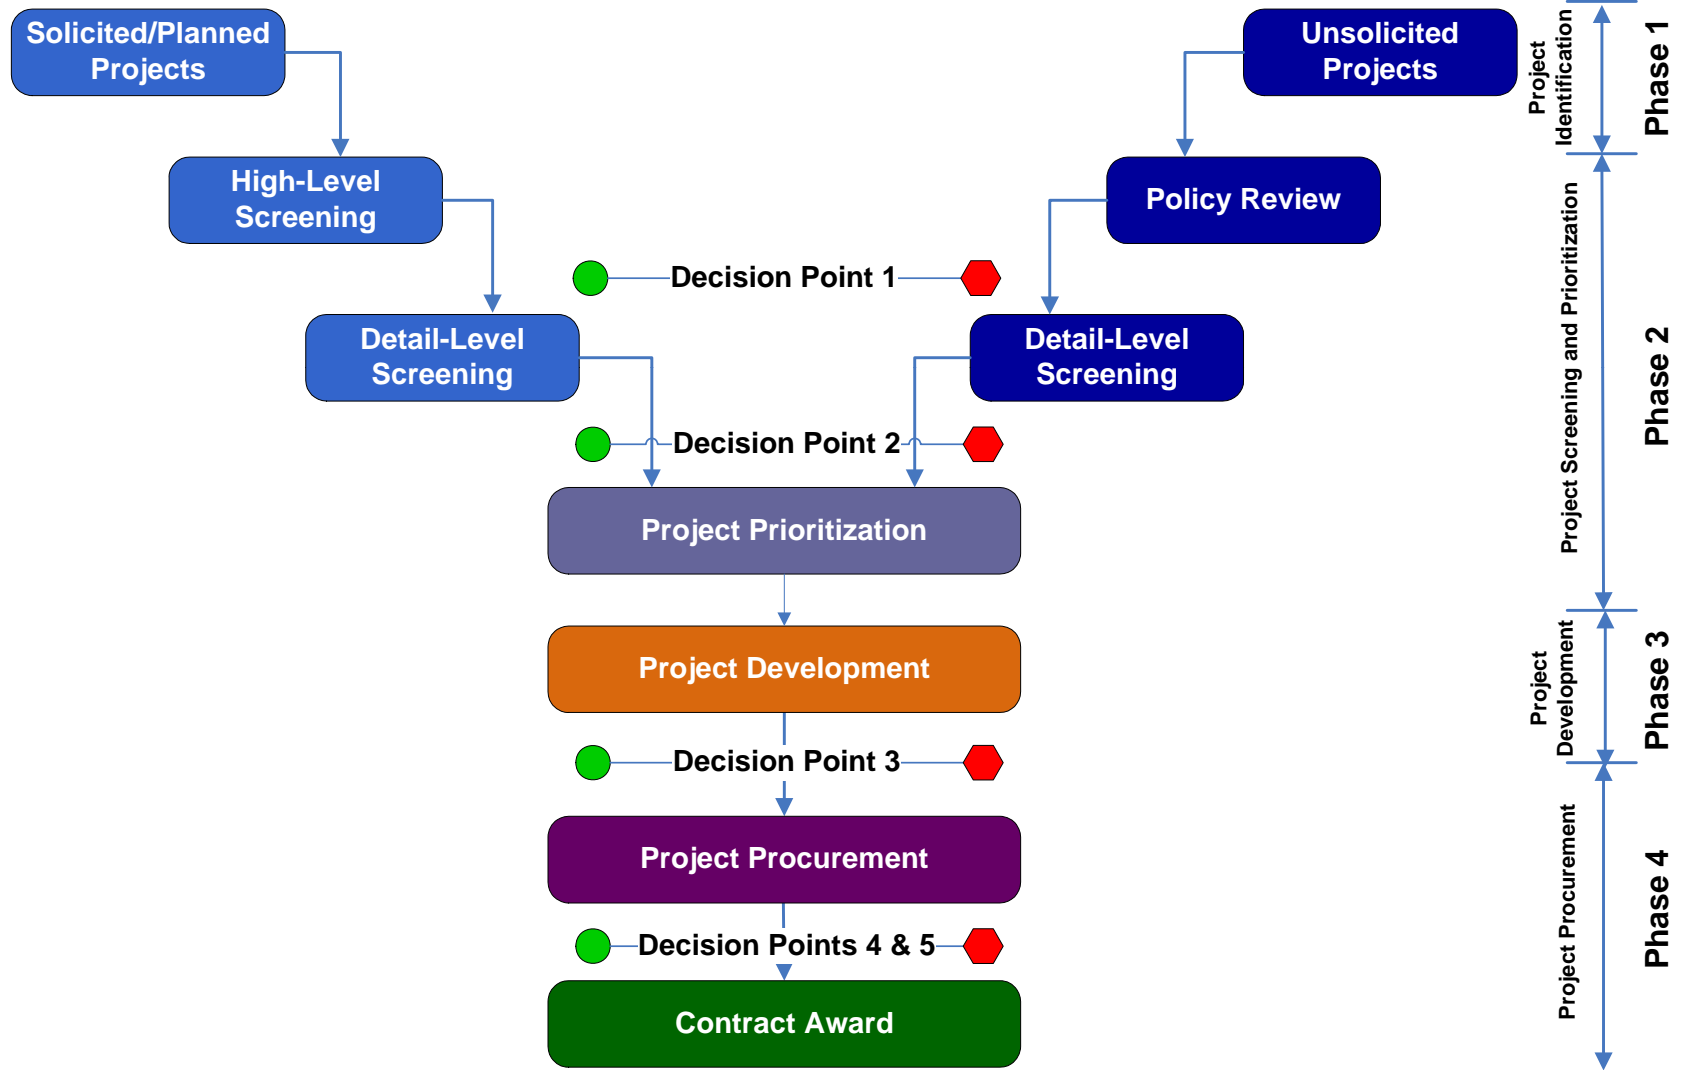 Solicited/Planned
Projects
Unsolicited
Projects
High-Level
Screening
Policy Review
Decision Point 1
Detail-Level
Screening
Detail-Level
Screening
Decision Point 2
Project Prioritization
Project Development
Decision Point 3
Project Procurement
Decision Points 4 & 5
Contract Award
Project
Identification
Phase 1
Project Screening and Prioritization
Phase 2
Project
Development
Phase 3
Project Procurement
Phase 4